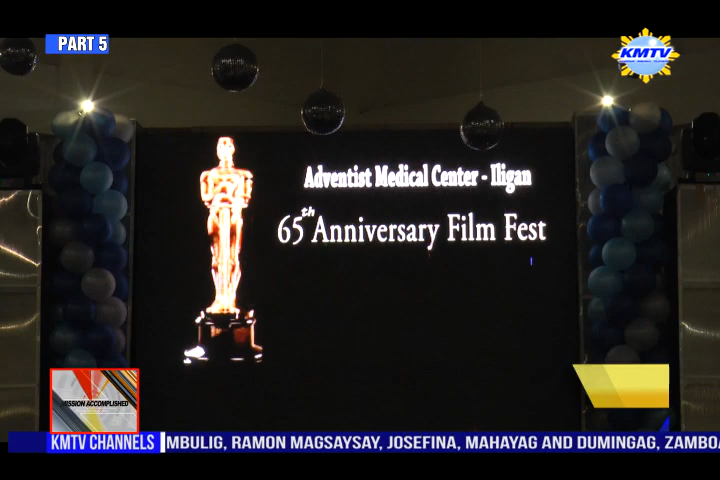 PART 5
KMTV
Adventist Medical Center - Iligan
65th Anniversary Film Fest
MISSION ACCOMPLISHED
KMTV CHANNELS
MBULIG, RAMON MAGSAYSAY, JOSEFINA, MAHAYAG AND DUMINGAG, ZAMBOA